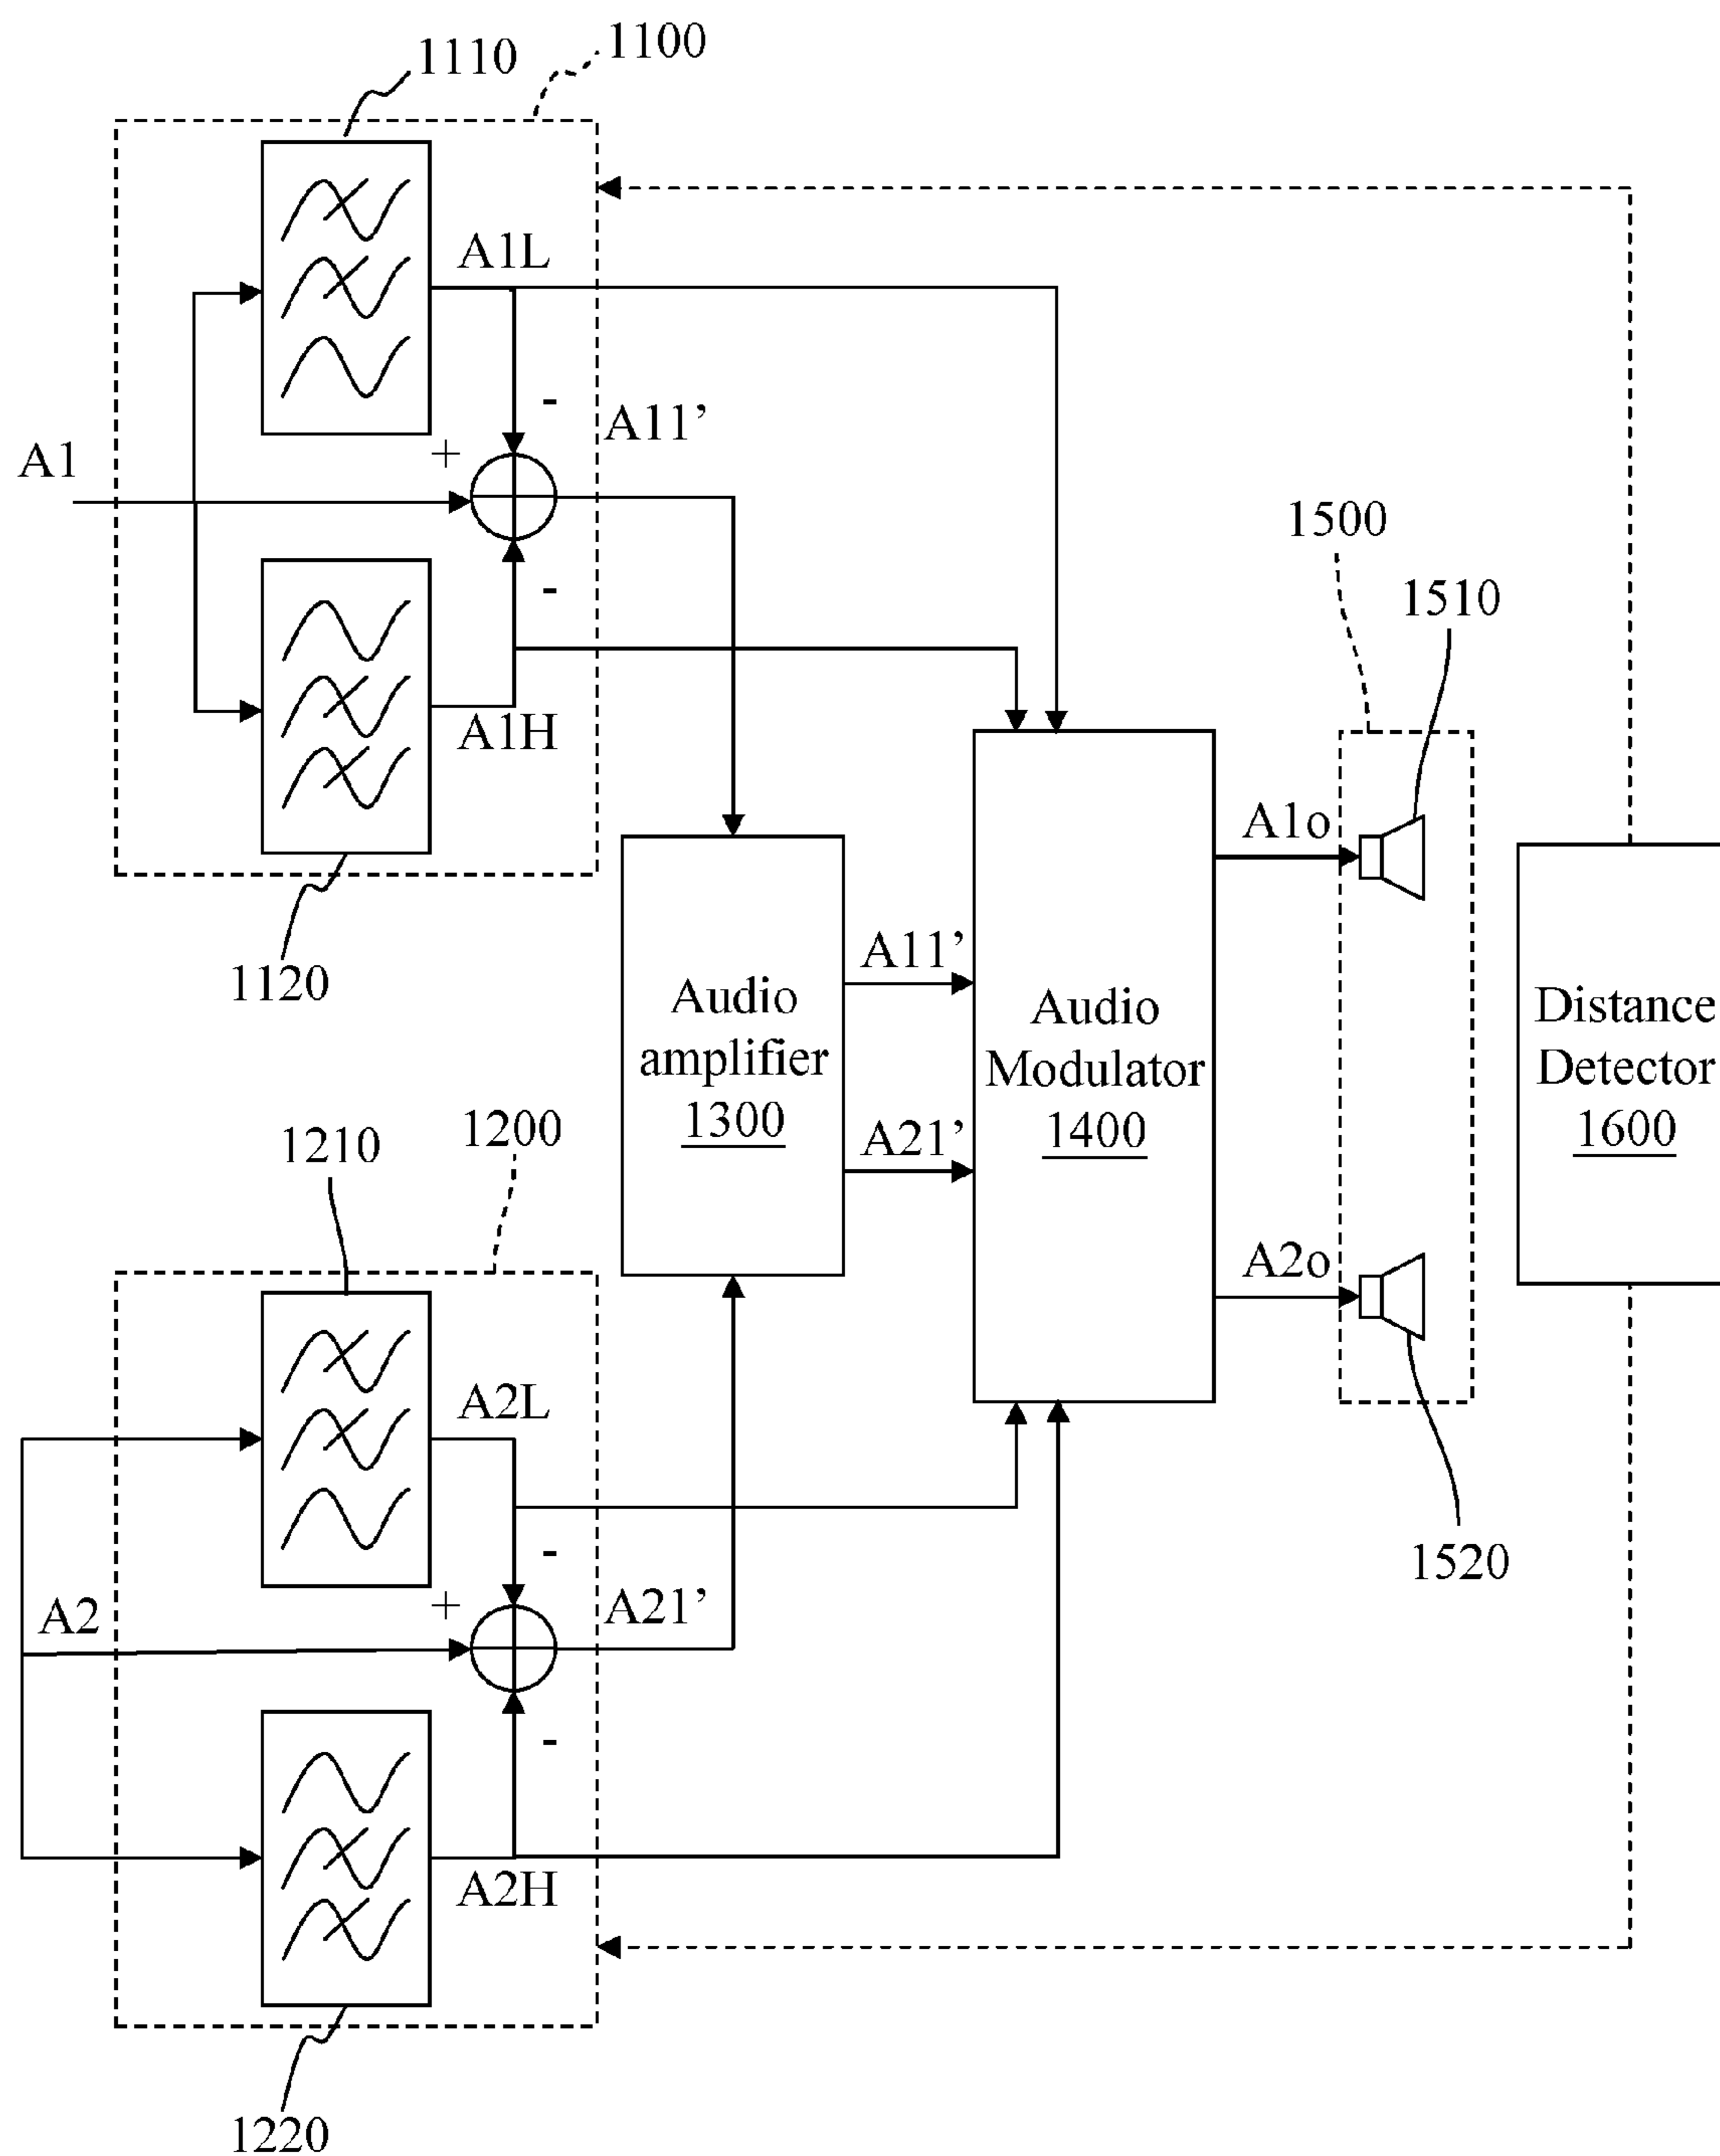 1100
1110
A1L
-
A11’
+
A1
1500
-
1510
A1H
A1o
1120
A11’
Audio
amplifier
1300
Audio
Modulator
1400
Distance
Detector
1600
A21’
1200
1210
A2o
A2L
-
1520
+
A21’
A2
-
A2H
1220